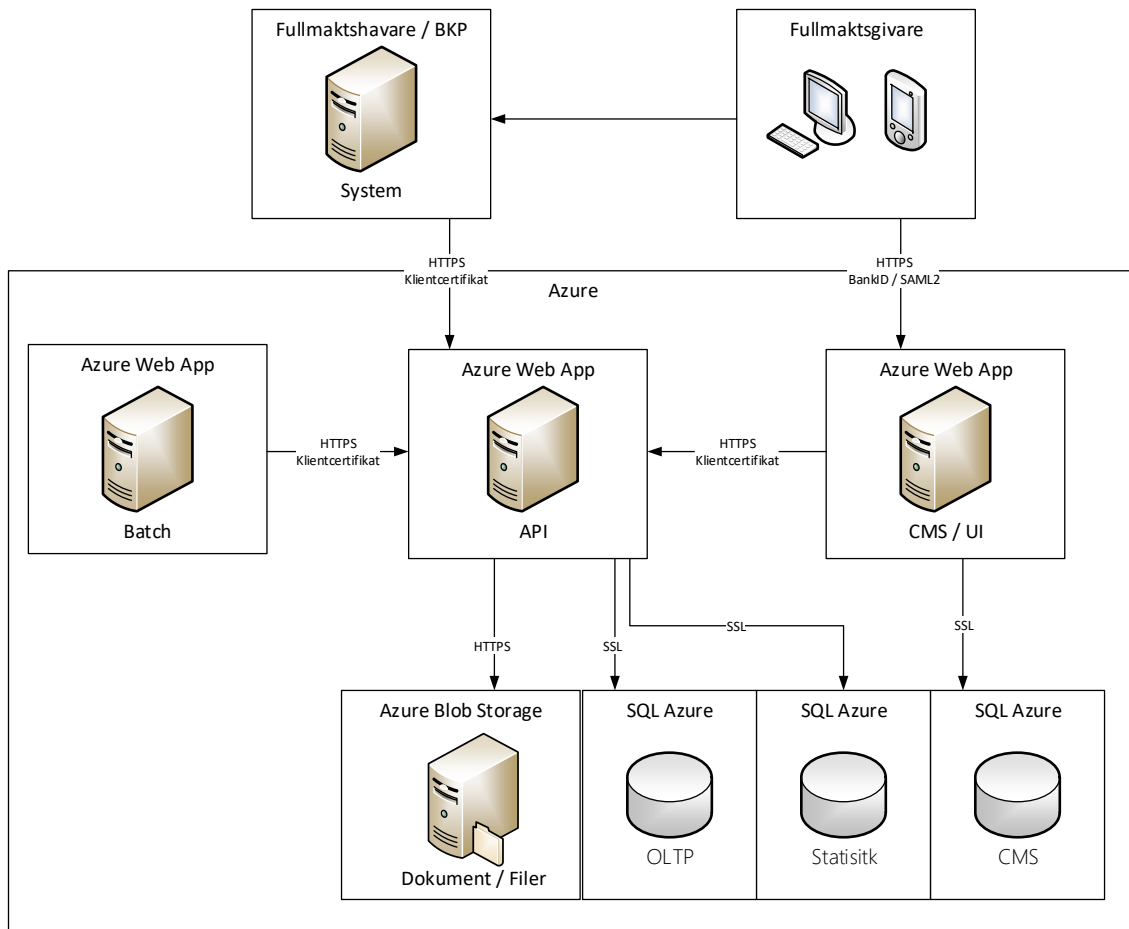 Fullmaktshavare / BKP
System
Fullmaktsgivare
HTTPS
Klientcertifikat
HTTPS
BankID / SAML2
Azure
Azure Web App
Batch
HTTPS
Klientcertifikat
Azure Web App
API
HTTPS
Klientcertifikat
Azure Web App
CMS / UI
HTTPS
SSL
SSL
SSL
Azure Blob Storage
Dokument / Filer
SQL Azure
OLTP
SQL Azure
Statisitk
SQL Azure
CMS